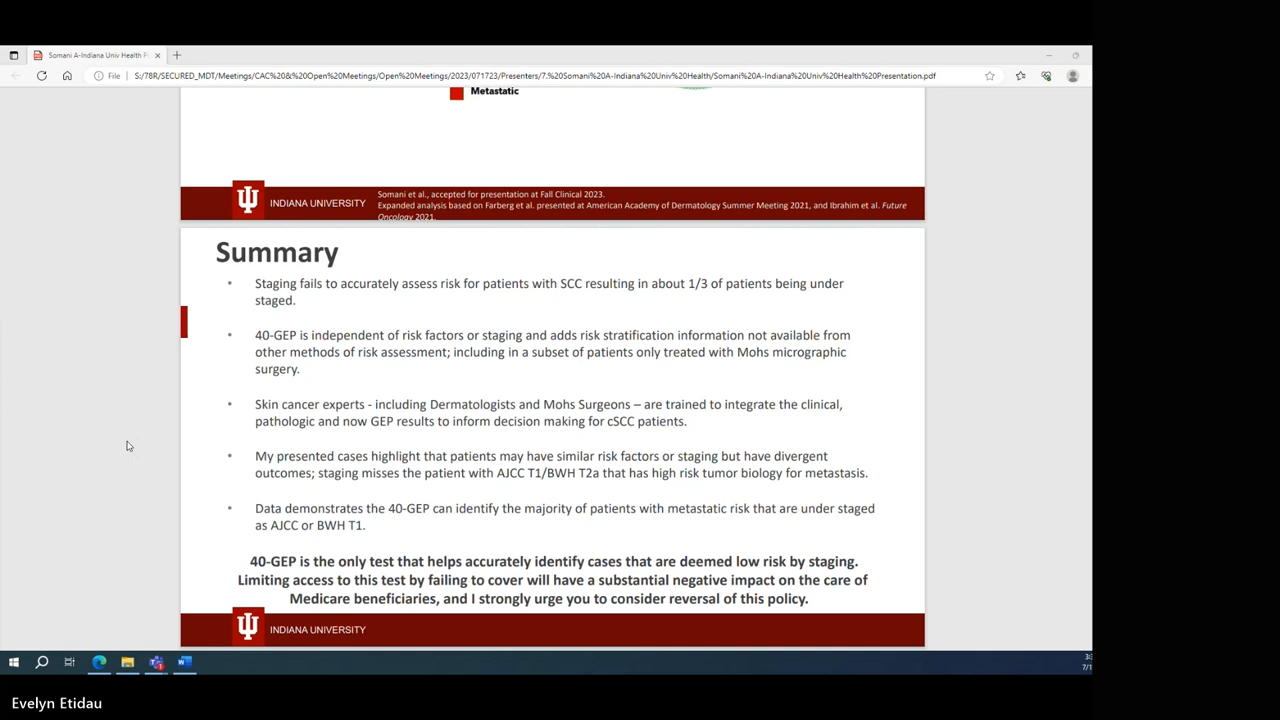 Somani A-Indiana Univ Health P
File
S:/78R/SECURED_MDT/Meetings/CAC%20&%20Open%20Meetings/Open%20Meetings/2023/071723/Presenters/7.%20Somani%20A-Indiana%20Univ%20Health/Somani%20A-Indiana%20Univ%20Health%20Presentation.pdf
Metastatic
INDIANA UNIVERSITY
Somani et al., accepted for presentation at Fall Clinical 2023.
Expanded analysis based on Farberg et al. presented at American Academy of Dermatology Summer Meeting 2021, and Ibrahim et al. Future
Oncology 2021.
Summary
• Staging fails to accurately assess risk for patients with SCC resulting in about 1/3 of patients being under
staged.
• 40-GEP is independent of risk factors or staging and adds risk stratification information not available from
other methods of risk assessment; including in a subset of patients only treated with Mohs micrographic
surgery.
• Skin cancer experts - including Dermatologists and Mohs Surgeons – are trained to integrate the clinical,
pathologic and now GEP results to inform decision making for cSCC patients.
• My presented cases highlight that patients may have similar risk factors or staging but have divergent
outcomes; staging misses the patient with AJCC T1/BWH T2a that has high risk tumor biology for metastasis.
• Data demonstrates the 40-GEP can identify the majority of patients with metastatic risk that are under staged
as AJCC or BWH T1.
40-GEP is the only test that helps accurately identify cases that are deemed low risk by staging.
Limiting access to this test by failing to cover will have a substantial negative impact on the care of
Medicare beneficiaries, and I strongly urge you to consider reversal of this policy.
INDIANA UNIVERSITY
Evelyn Etidau